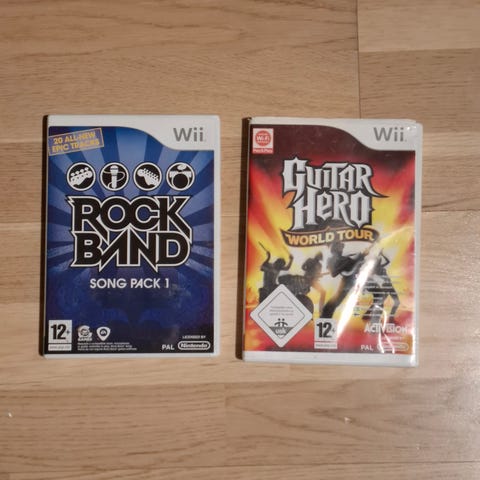 20 ALL-NEW
EPIC TRACKS
Wii
ROCK
BAND
SONG PACK 1
12+
LICENSED BY
Nintendo
PAL
Wii
GUITAR
HERO
WORLD TOUR
12+
ACTIVISION
PAL
Nintendo